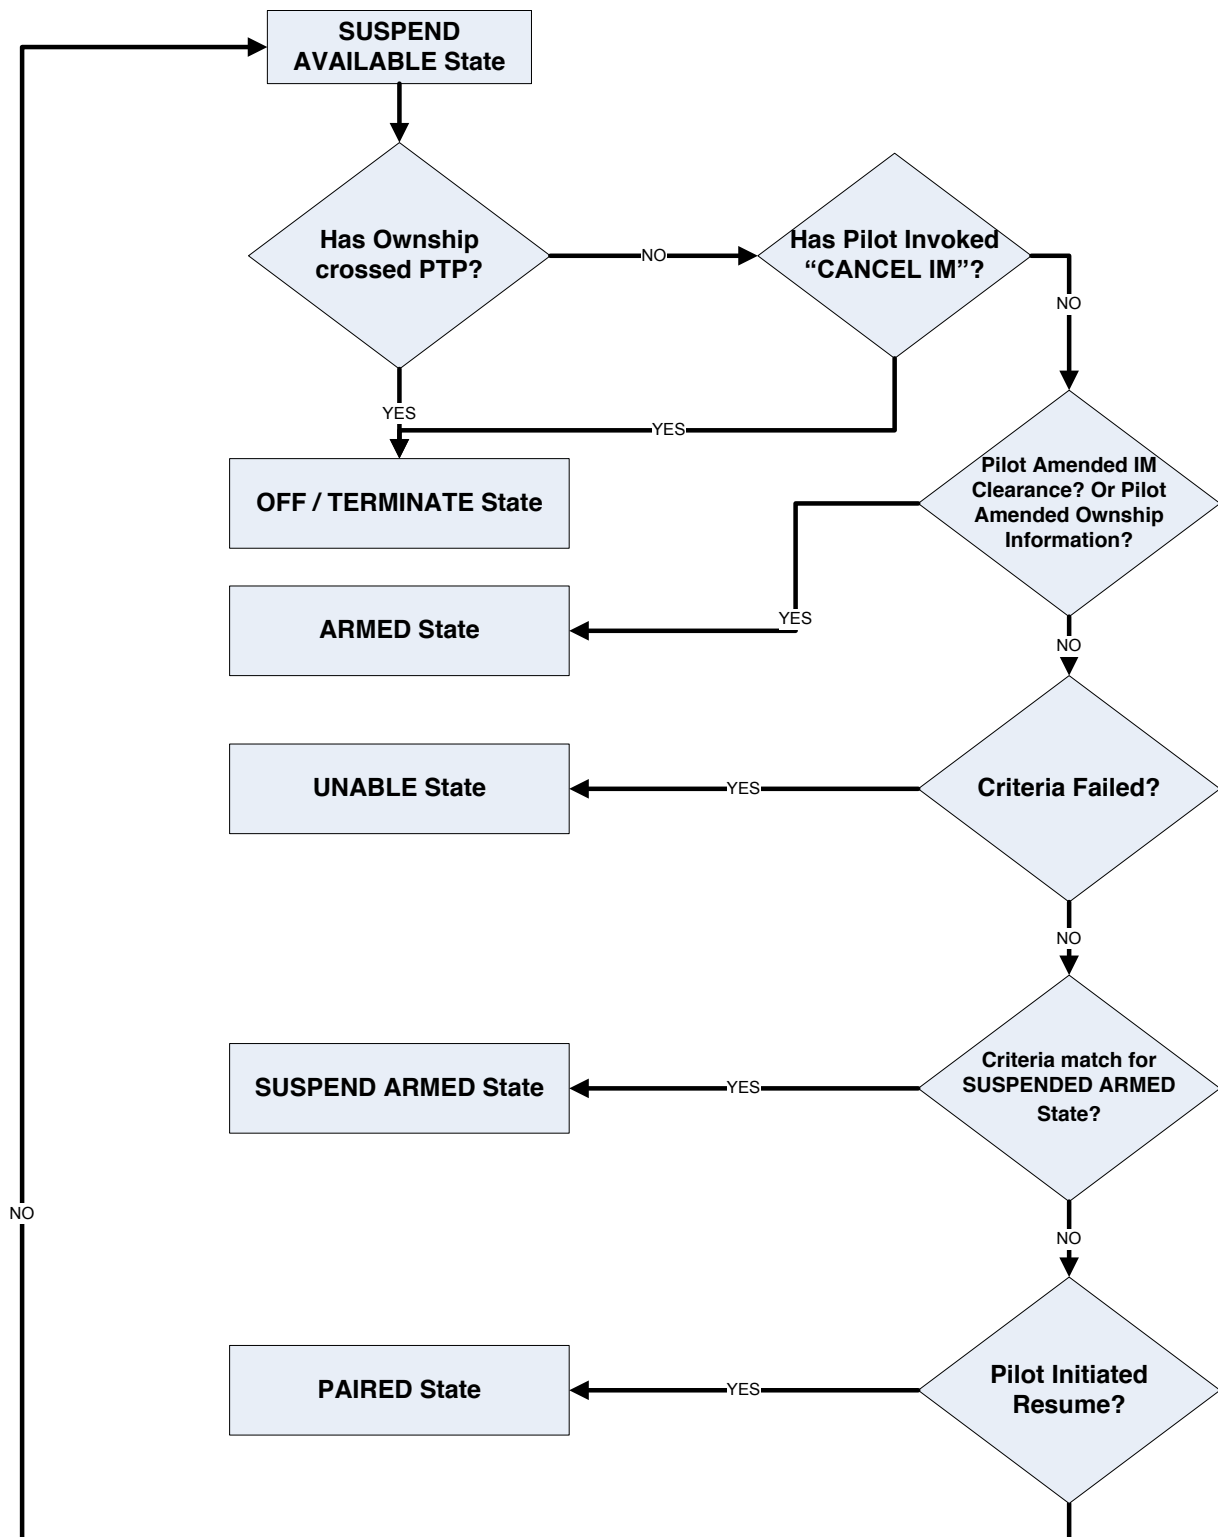 SUSPEND
AVAILABLE State
Has Ownship
crossed PTP?
NO
Has Pilot Invoked
“CANCEL IM”?
NO
YES
YES
OFF / TERMINATE State
Pilot Amended IM
Clearance? Or Pilot
Amended Ownship
Information?
ARMED State
YES
NO
UNABLE State
YES
Criteria Failed?
NO
SUSPEND ARMED State
YES
Criteria match for
SUSPENDED ARMED
State?
NO
NO
PAIRED State
YES
Pilot Initiated
Resume?